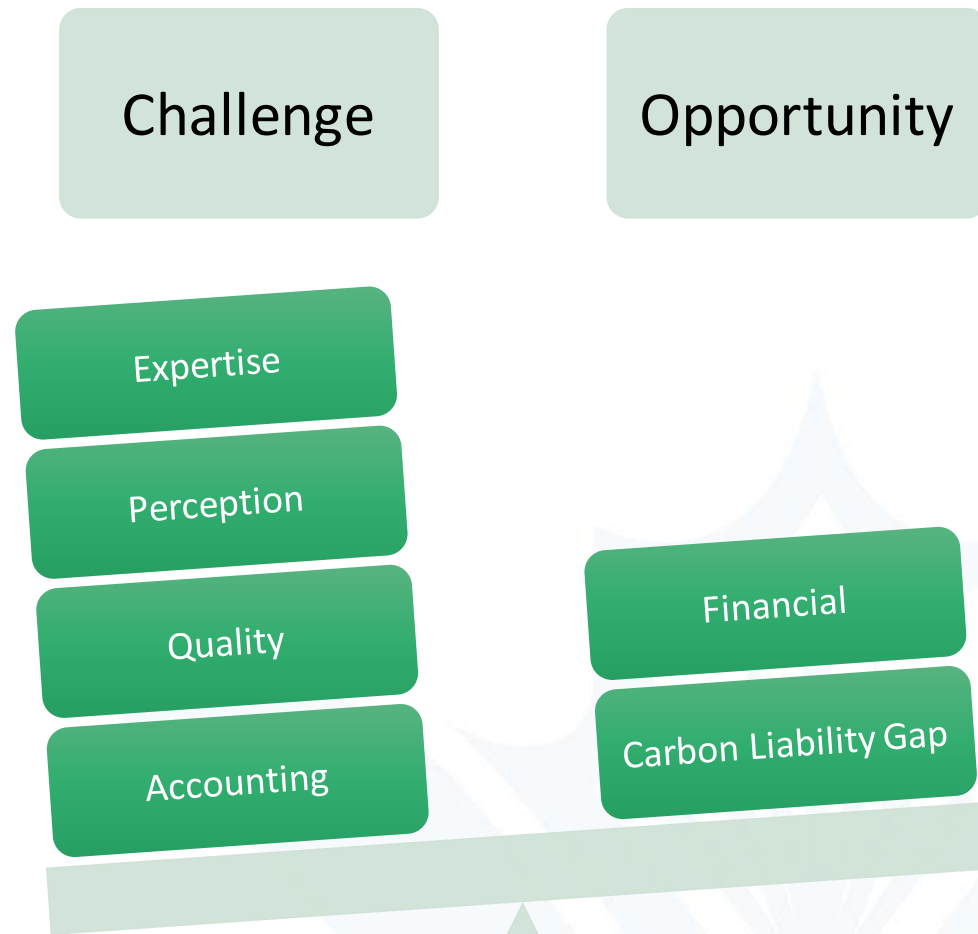 Challenge
Opportunity
Expertise
Perception
Quality
Accounting
Financial
Carbon Liability Gap